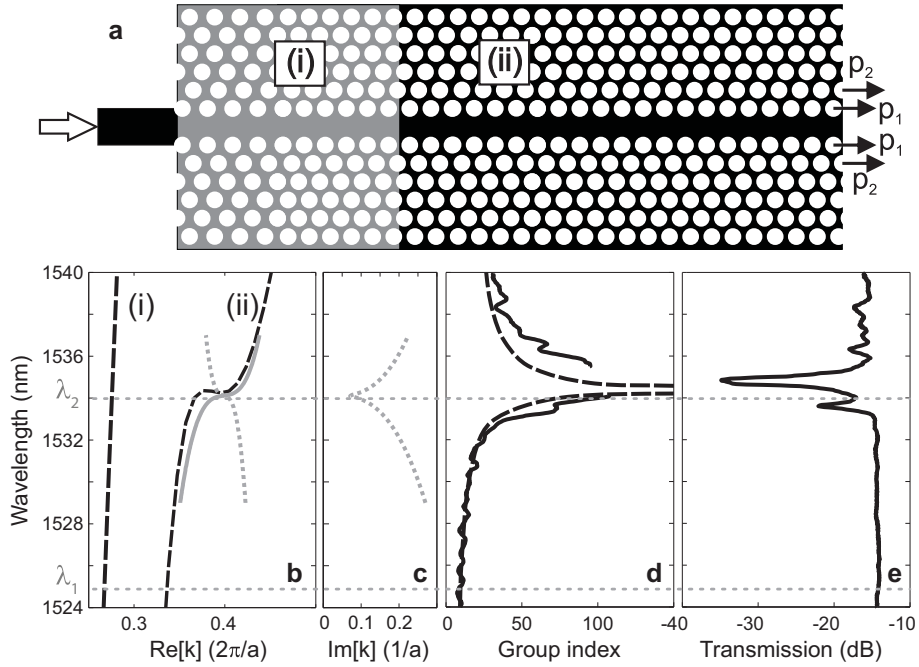 a
(i)
(ii)
p2
p1
p1
p2
1540
1536
λ2
1532
1528
λ1
1524
Wavelength (nm)
(i)
(ii)
b
c
d
e
0.3
0.4
0
0.1
0.2
0
50
100
-40
-30
-20
-10
Re[k] (2π/a)
Im[k] (1/a)
Group index
Transmission (dB)